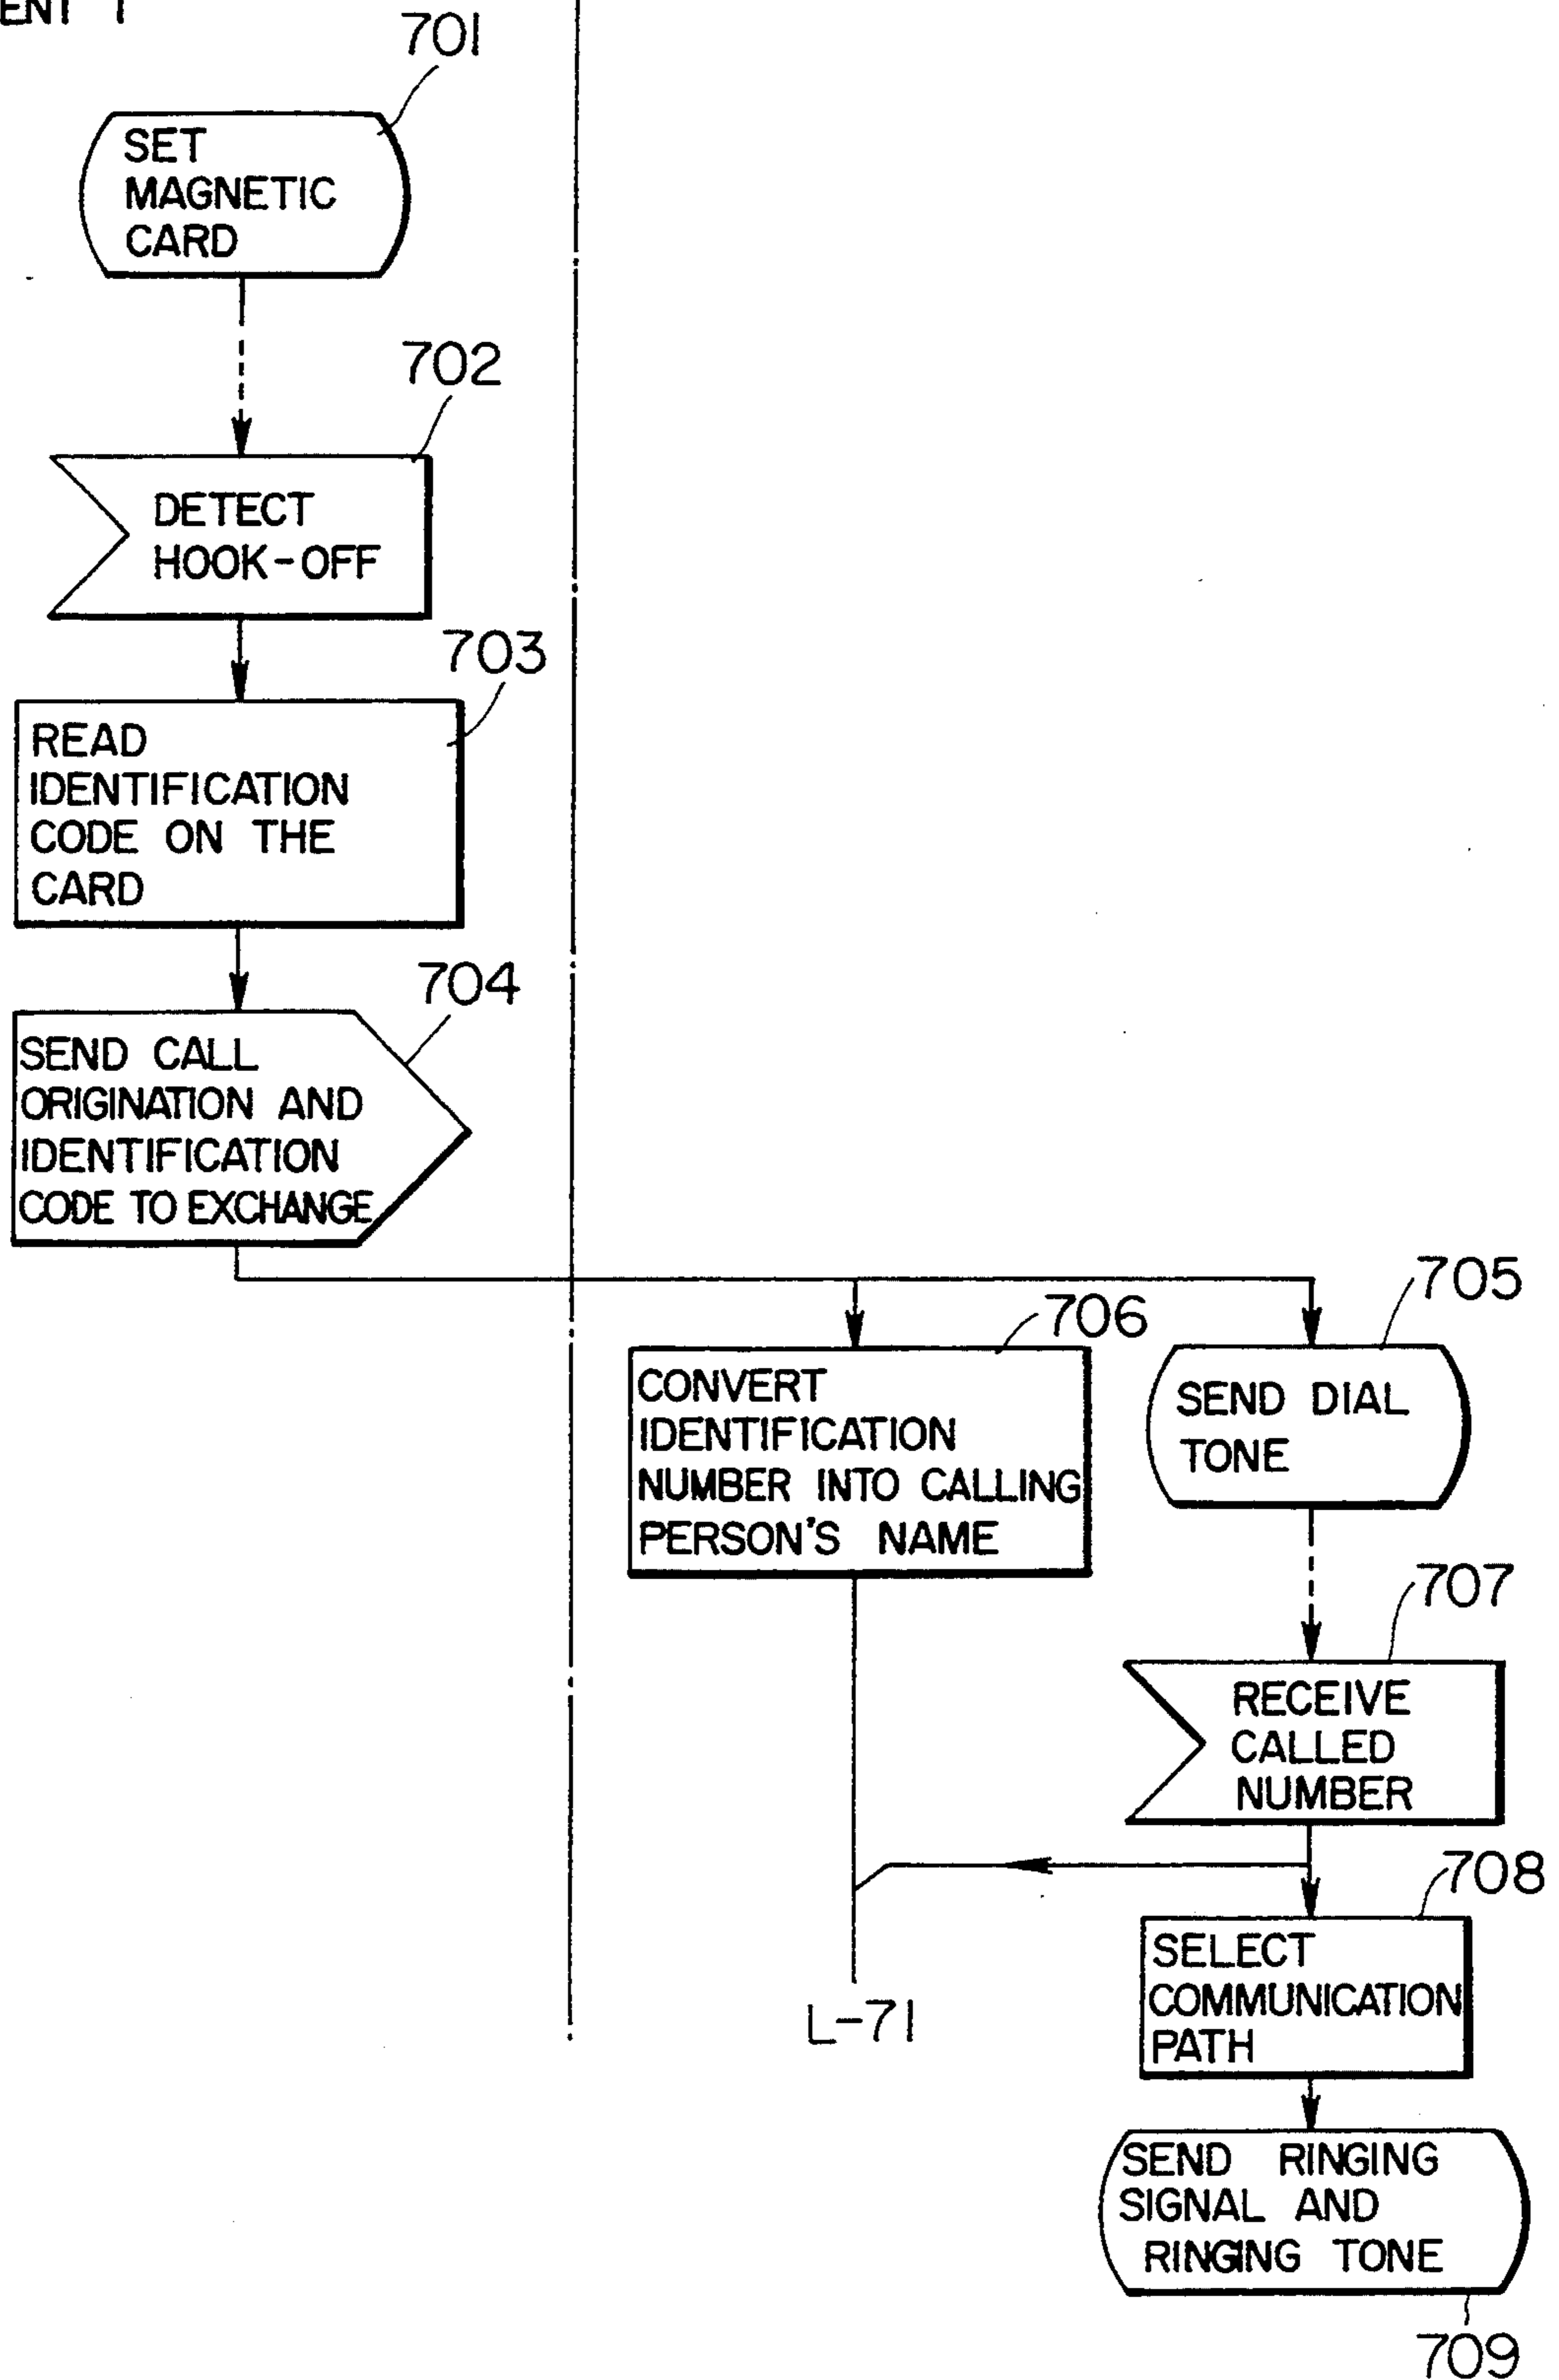 701
SET
MAGNETIC
CARD
702
DETECT
HOOK-OFF
703
READ
IDENTIFICATION
CODE ON THE
CARD
704
SEND CALL
ORIGINATION AND
IDENTIFICATION
CODE TO EXCHANGE
705
706
CONVERT
IDENTIFICATION
NUMBER INTO CALLING
PERSON'S NAME
SEND DIAL
TONE
707
RECEIVE
CALLED
NUMBER
708
SELECT
COMMUNICATION
PATH
L-71
SEND RINGING
SIGNAL AND
RINGING TONE
709